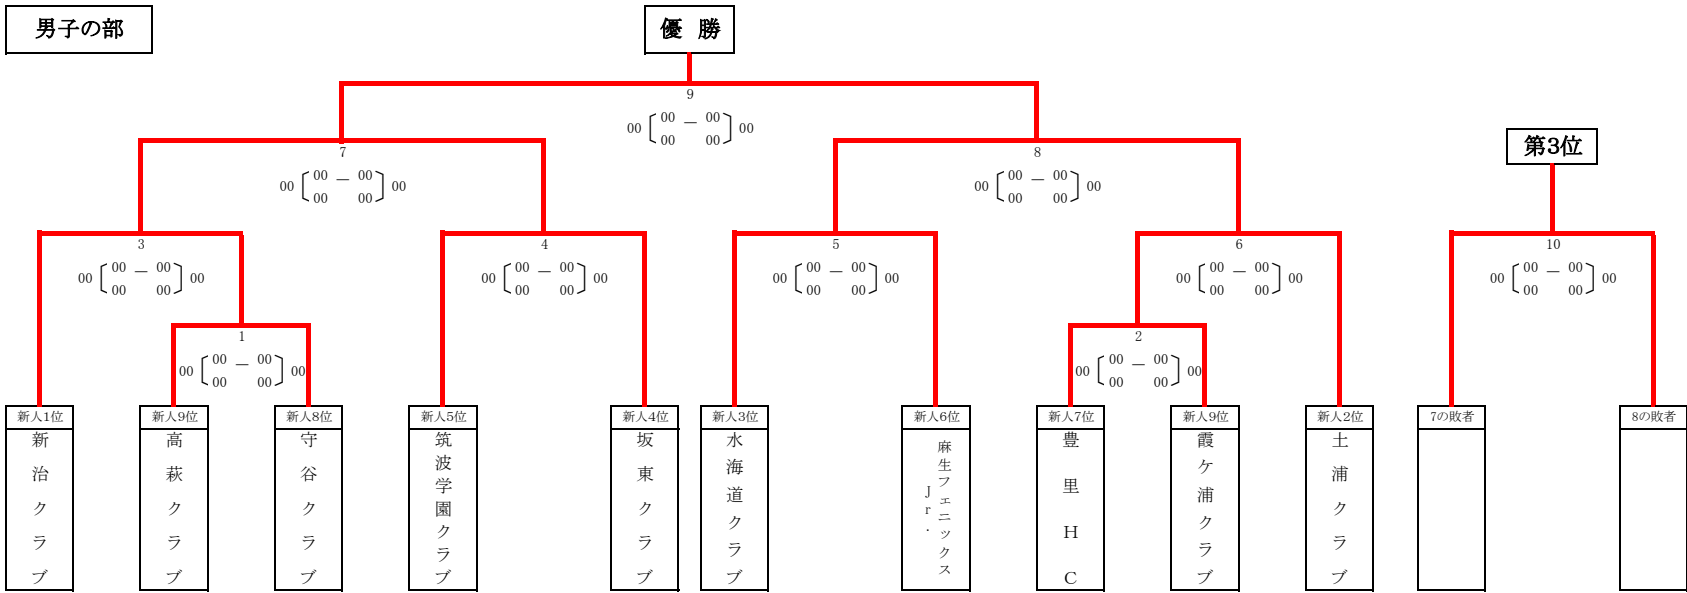 男子の部
優 勝
9
00 00 － 00 00
00 00
第3位
7
00 00 － 00 00
00 00
8
00 00 － 00 00
00 00
3
00 00 － 00 00
00 00
4
00 00 － 00 00
00 00
5
00 00 － 00 00
00 00
6
00 00 － 00 00
00 00
10
00 00 － 00 00
00 00
1
00 00 － 00 00
00 00
2
00 00 － 00 00
00 00
新人1位
新治クラブ
新人9位
高萩クラブ
新人8位
守谷クラブ
新人5位
筑波学園クラブ
新人4位
坂東クラブ
新人3位
水海道クラブ
新人6位
麻生フェニックス
Jr.
新人7位
豊里HC
新人9位
霞ケ浦クラブ
新人2位
土浦クラブ
7の敗者
8の敗者